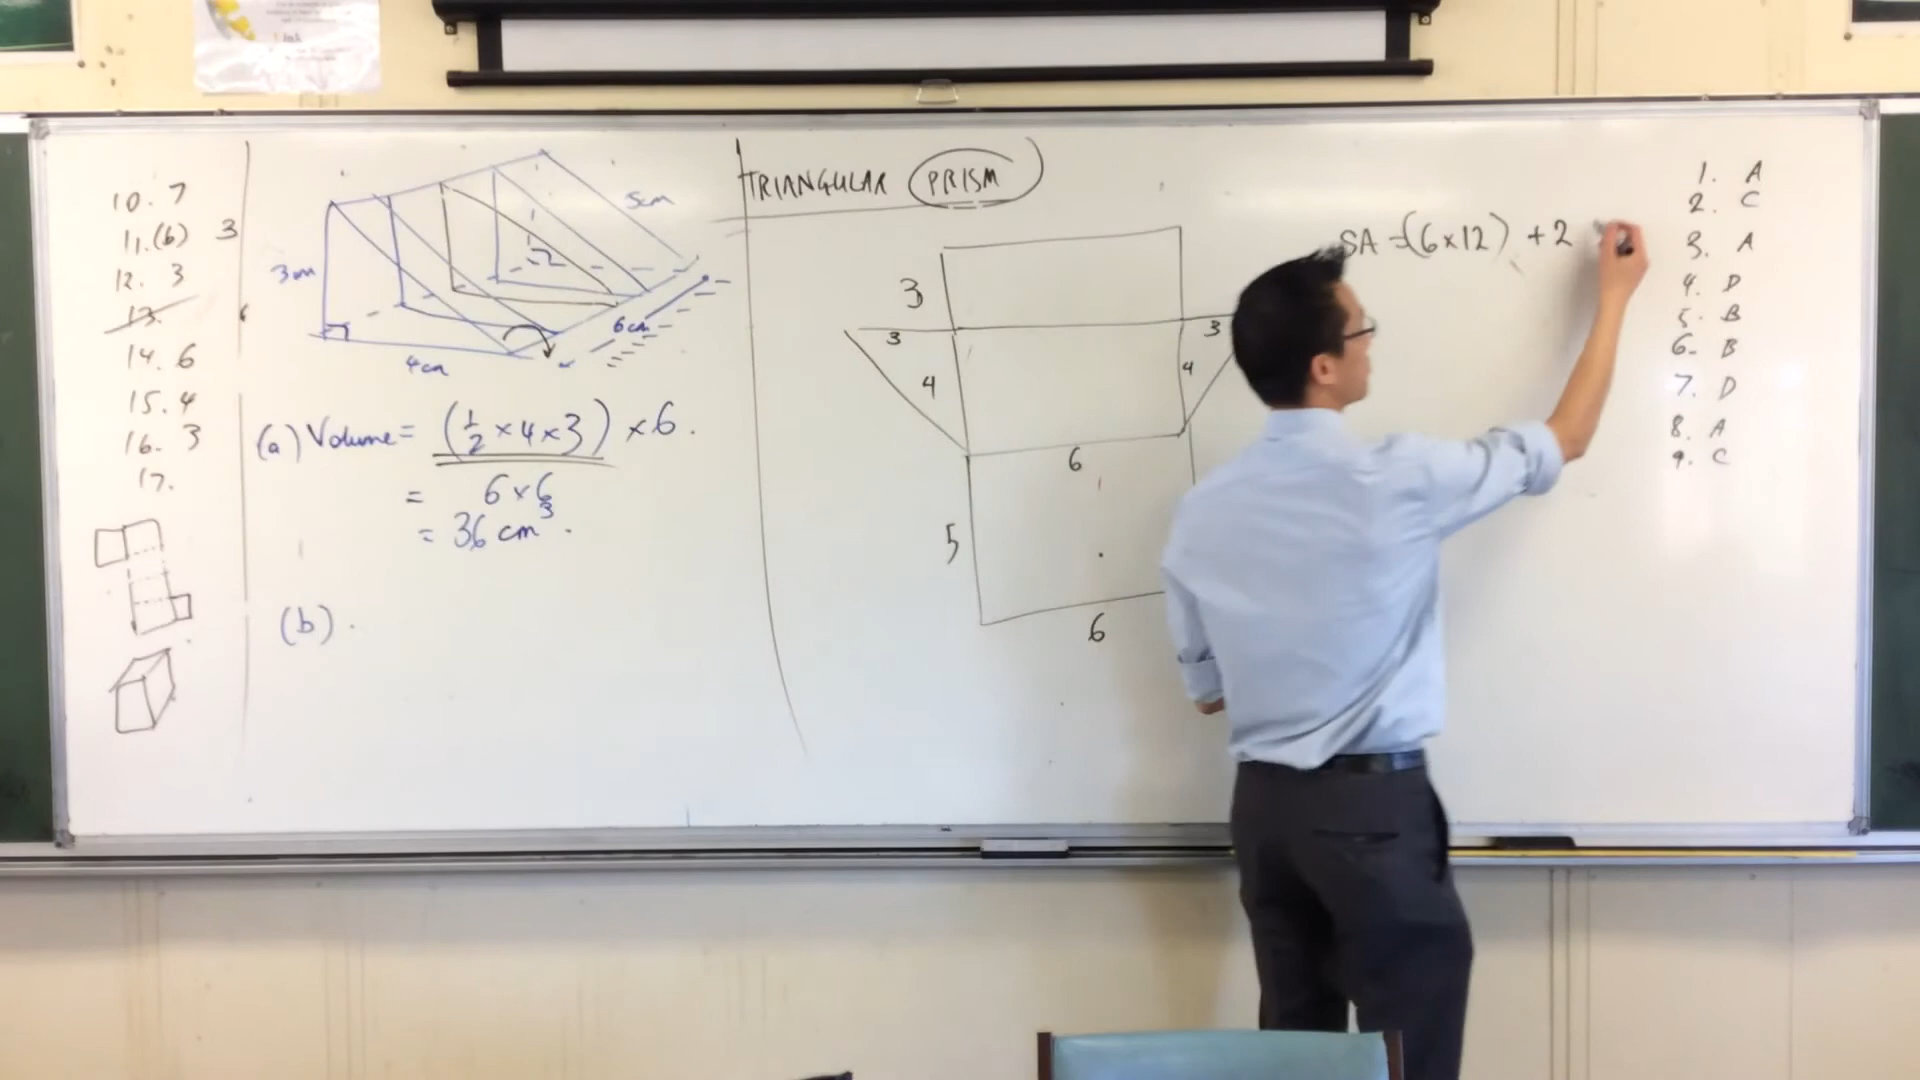 10. 7
11.(b) 3
12. 3
13.
14. 6
15. 4
16. 3
17.
3cm
5cm
6cm
4cm
(a) Volume = (1/2 × 4 × 3) × 6.
= 6 × 6
= 36 cm³.
(b).
TRIANGULAR PRISM
3
3
3
4
4
6
5
6
SA = (6×12) + 2
1. A
2. C
3. A
4. D
5. B
6. B
7. D
8. A
9. C